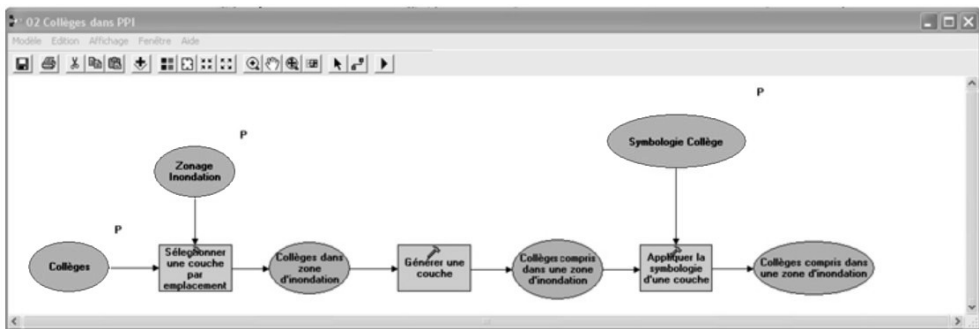 02 Collèges dans PPI
Modèle Edition Affichage Fenêtre Aide
P
Symbologie Collège
P
Zonage
Inondation
P
Collèges
Sélectionner
une couche
par
emplacement
Collèges dans
zone
d'inondation
Générer une
couche
Collèges compris
dans une zone
d'inondation
Appliquer la
symbologie
d'une couche
Collèges compris dans
une zone d'inondation